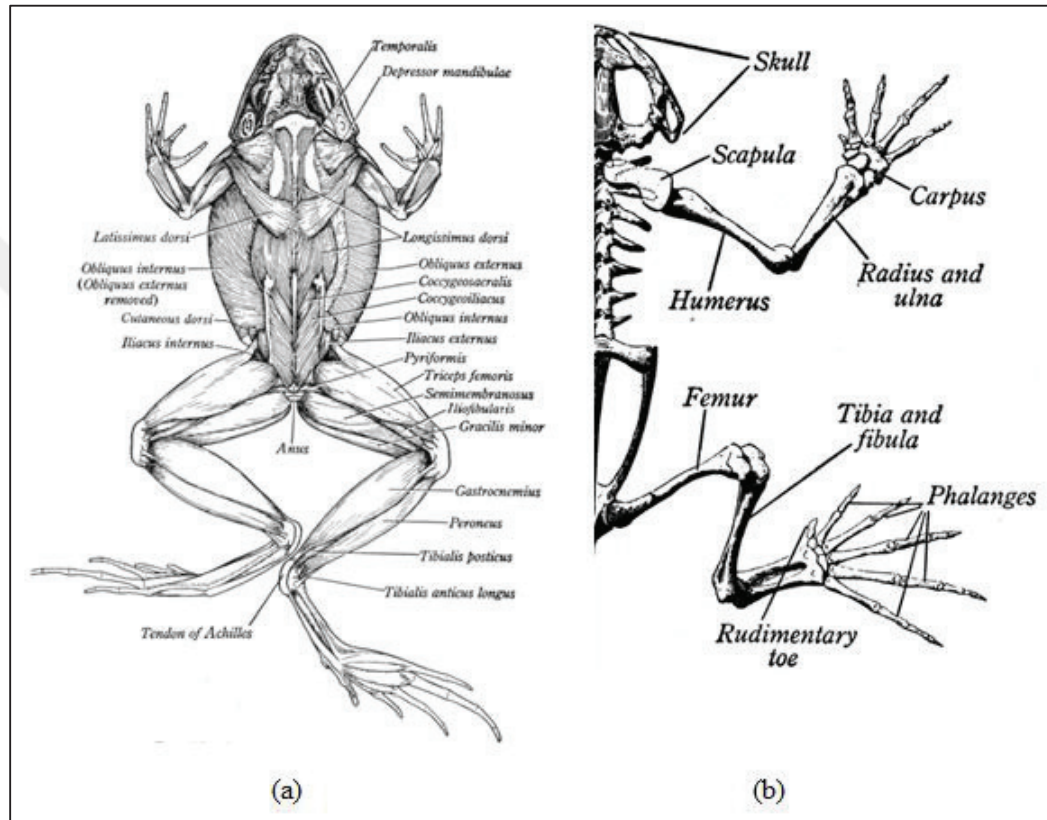 Temporalis
Depressor mandibulae
Latissimus dorsi
Longissimus dorsi
Obliquus internus
(Obliquus externus
removed)
Obliquus externus
Coccygeosacralis
Coccygeoiliacus
Cutaneous dorsi
Obliquus internus
Iliacus internus
Iliacus externus
Pyriformis
Triceps femoris
Semimembranosus
Iliofibularis
Gracilis minor
Anus
Gastrocnemius
Peroneus
Tibialis posticus
Tibialis anticus longus
Tendon of Achilles
(a)
Skull
Scapula
Carpus
Radius and
ulna
Humerus
Femur
Tibia and
fibula
Phalanges
Rudimentary
toe
(b)